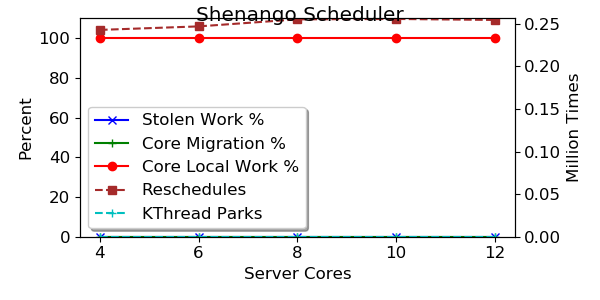 Shenango Scheduler
100
80
60
40
20
0
Percent
0.25
0.20
0.15
0.10
0.05
0.00
Million Times
Stolen Work %
Core Migration %
Core Local Work %
Reschedules
KThread Parks
4 6 8 10 12
Server Cores